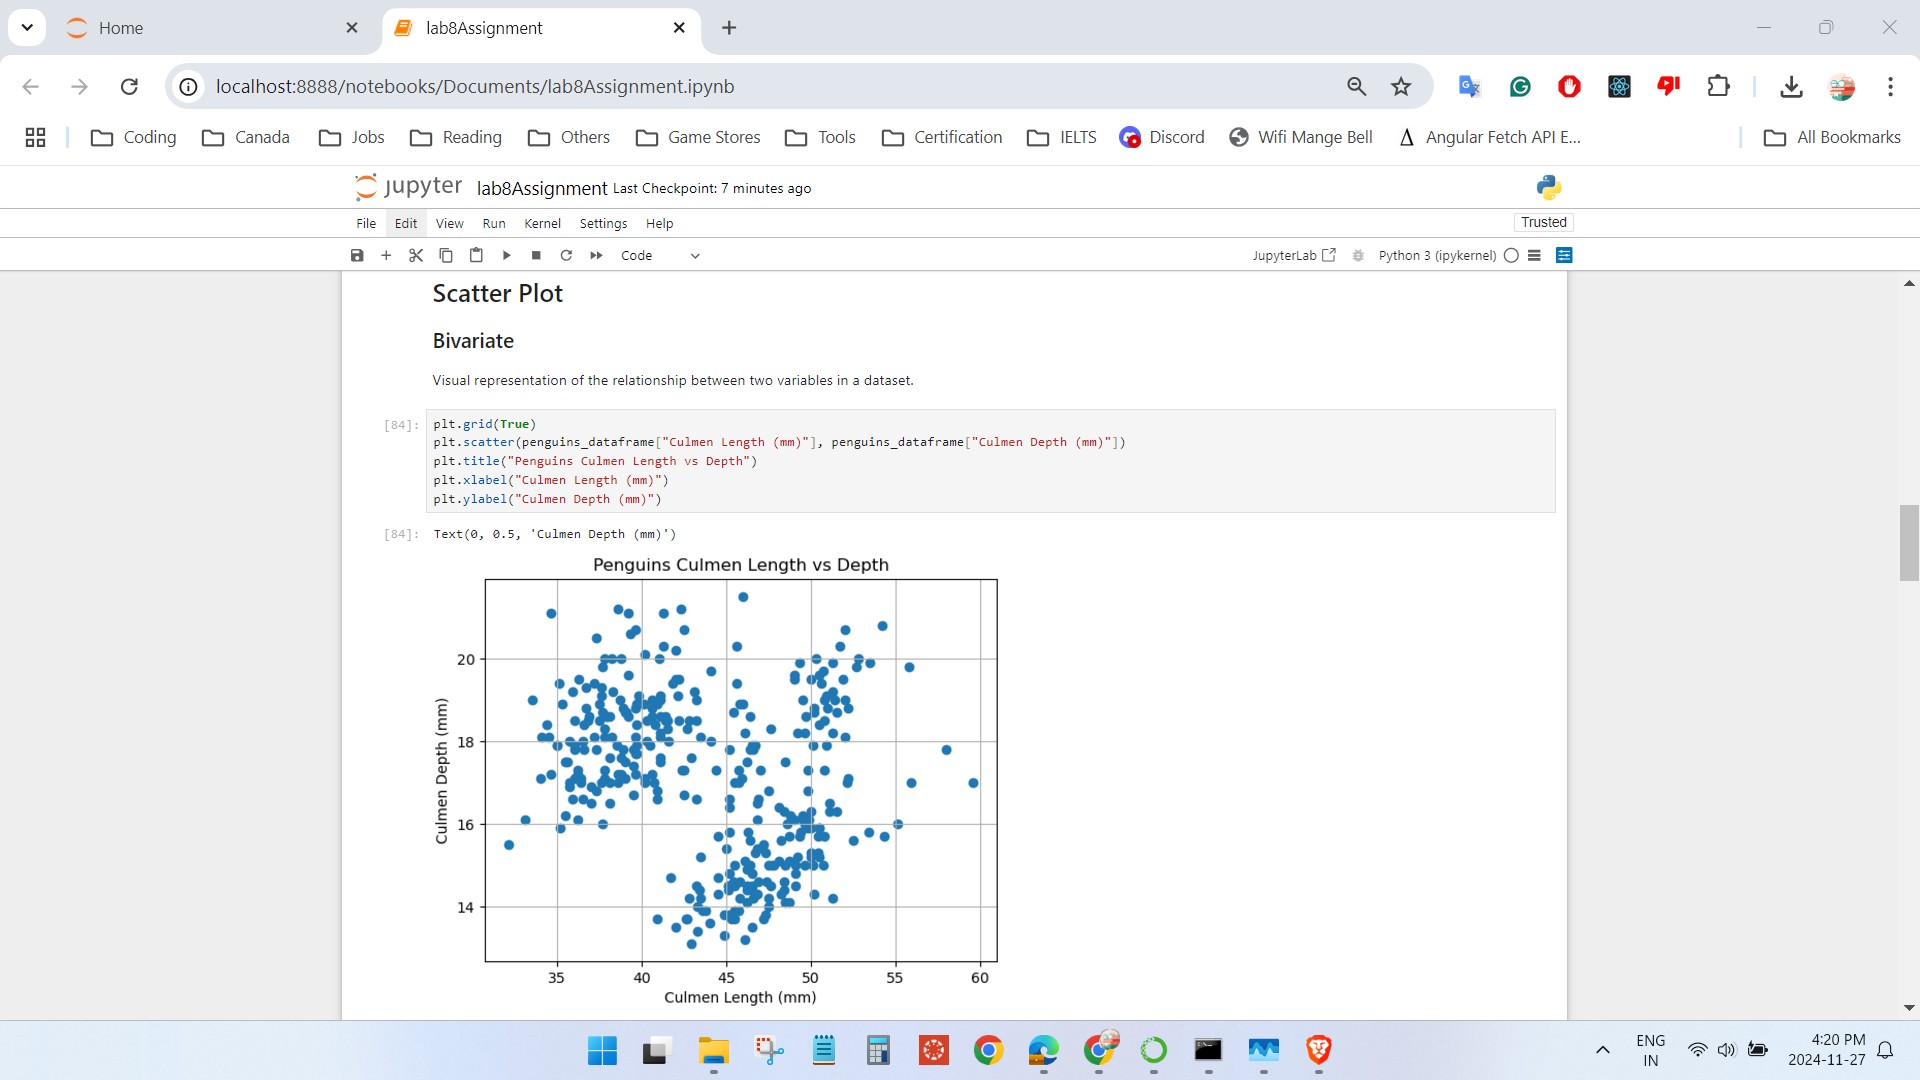 Home
lab8Assignment
localhost:8888/notebooks/Documents/lab8Assignment.ipynb
Coding Canada Jobs Reading Others Game Stores Tools Certification IELTS Discord Wifi Mange Bell Angular Fetch API E... All Bookmarks
jupyter lab8Assignment Last Checkpoint: 7 minutes ago
File Edit View Run Kernel Settings Help Trusted
Code JupyterLab Python 3 (ipykernel)
Scatter Plot
Bivariate
Visual representation of the relationship between two variables in a dataset.
[84]: plt.grid(True)
plt.scatter(penguins_dataframe["Culmen Length (mm)"], penguins_dataframe["Culmen Depth (mm)"])
plt.title("Penguins Culmen Length vs Depth")
plt.xlabel("Culmen Length (mm)")
plt.ylabel("Culmen Depth (mm)")
[84]: Text(0, 0.5, 'Culmen Depth (mm)')
Penguins Culmen Length vs Depth
20
18
16
14
Culmen Depth (mm)
35 40 45 50 55 60
Culmen Length (mm)
ENG
IN
4:20 PM
2024-11-27